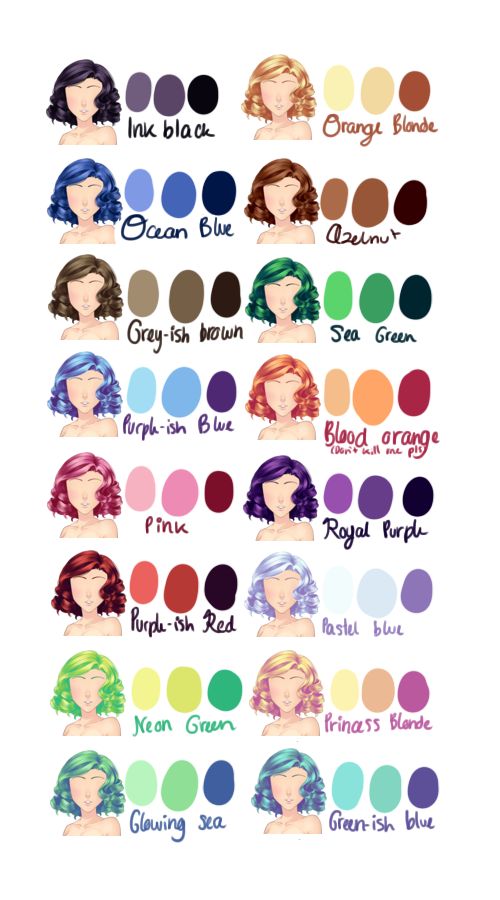 Ink black
Orange Blonde
Ocean Blue
Azelnut
Grey-ish brown
Sea Green
Purple-ish Blue
Blood orange
(Don't kill me pls)
Pink
Royal Purple
Purple-ish Red
Pastel blue
Neon Green
Princess Blonde
Glowing sea
Green-ish blue